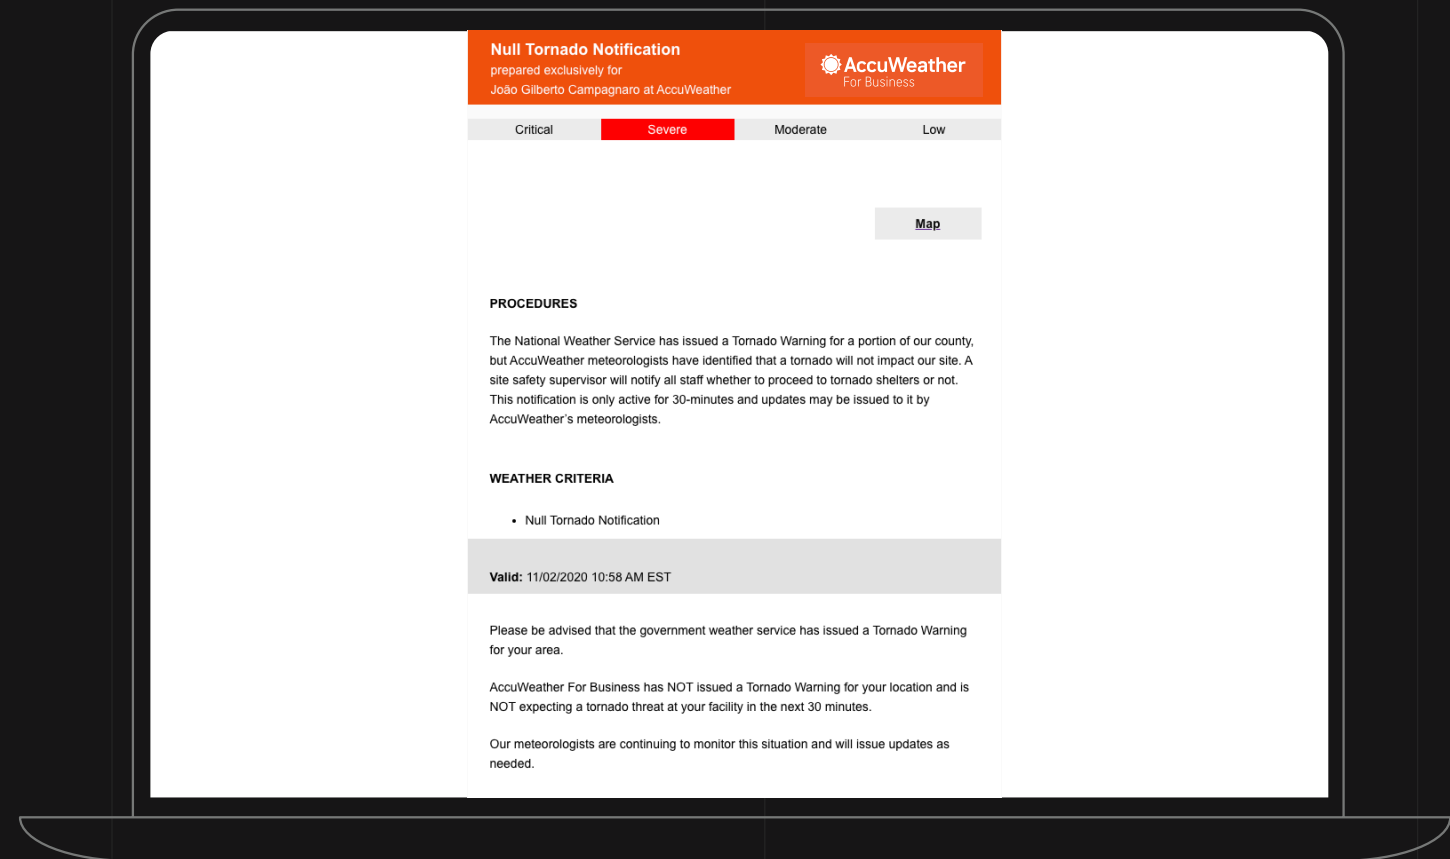 Null Tornado Notification
prepared exclusively for
João Gilberto Campagnaro at AccuWeather
AccuWeather
For Business
Critical Severe Moderate Low
Map
PROCEDURES
The National Weather Service has issued a Tornado Warning for a portion of our county,
but AccuWeather meteorologists have identified that a tornado will not impact our site. A
site safety supervisor will notify all staff whether to proceed to tornado shelters or not.
This notification is only active for 30-minutes and updates may be issued to it by
AccuWeather´s meteorologists.
WEATHER CRITERIA
• Null Tornado Notification
Valid: 11/02/2020 10:58 AM EST
Please be advised that the government weather service has issued a Tornado Warning
for your area.
AccuWeather For Business has NOT issued a Tornado Warning for your location and is
NOT expecting a tornado threat at your facility in the next 30 minutes.
Our meteorologists are continuing to monitor this situation and will issue updates as
needed.